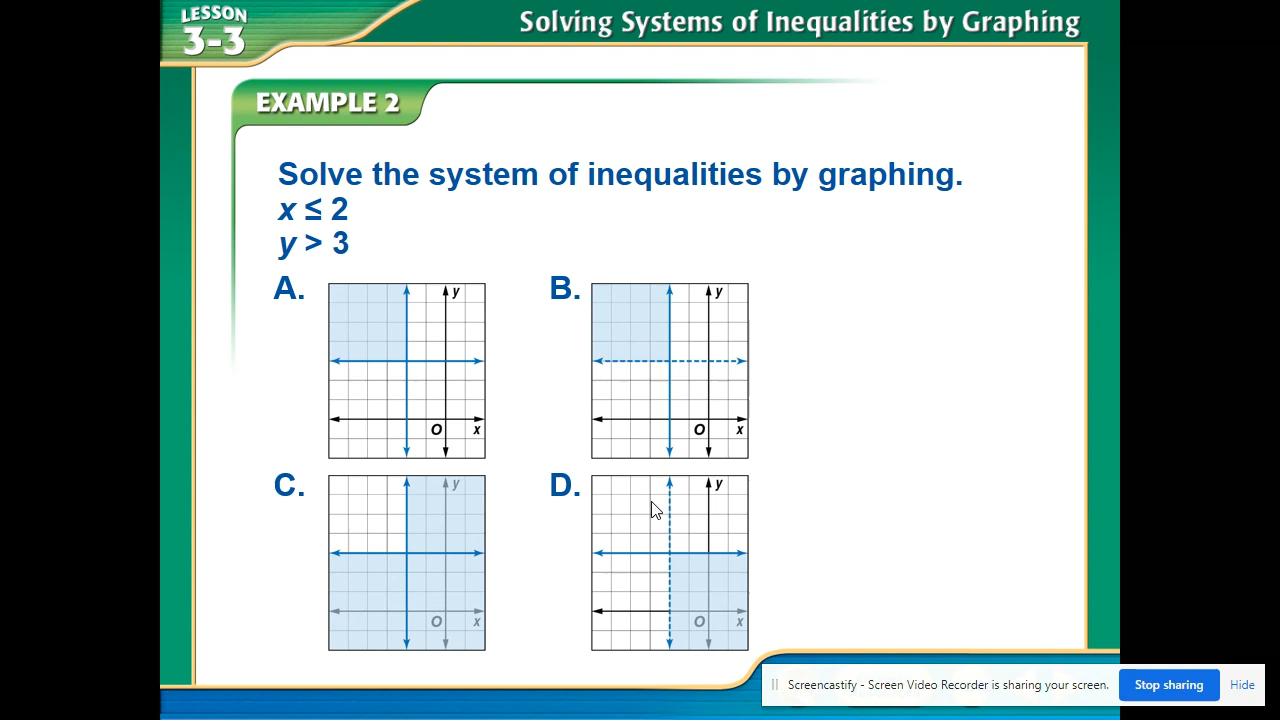 LESSON
3-3
Solving Systems of Inequalities by Graphing
EXAMPLE 2
Solve the system of inequalities by graphing.
x ≤ 2
y > 3
A.
y
O
x
B.
y
O
x
C.
y
O
x
D.
y
O
x
Screencastify - Screen Video Recorder is sharing your screen.
Stop sharing
Hide